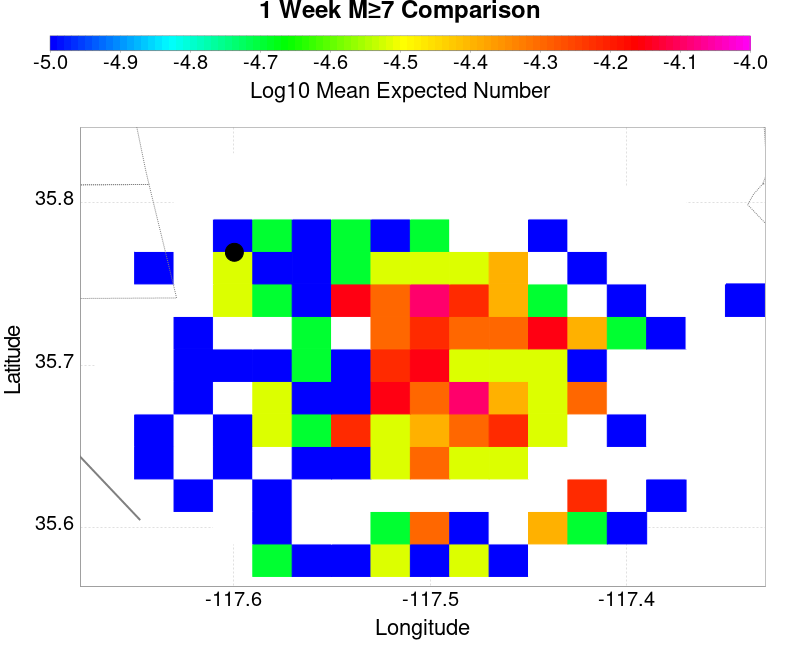 1 Week M≥7 Comparison
-5.0 -4.9 -4.8 -4.7 -4.6 -4.5 -4.4 -4.3 -4.2 -4.1 -4.0
Log10 Mean Expected Number
35.8
35.7
35.6
Latitude
-117.6 -117.5 -117.4
Longitude